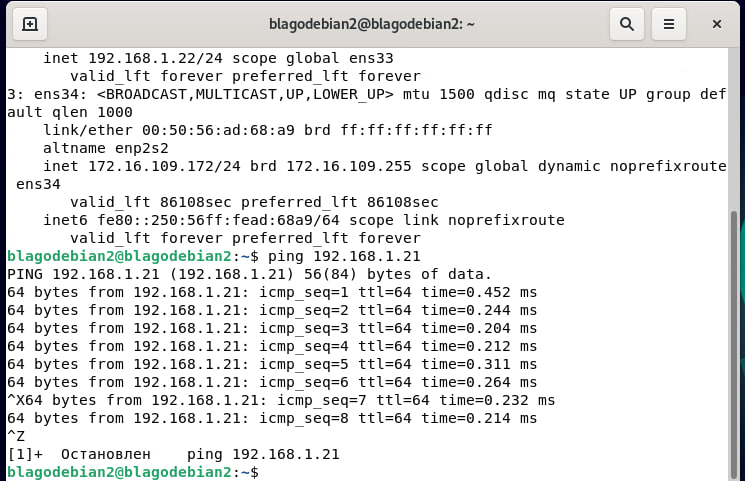 blagodebian2@blagodebian2: ~
inet 192.168.1.22/24 scope global ens33
valid_lft forever preferred_lft forever
3: ens34: <BROADCAST,MULTICAST,UP,LOWER_UP> mtu 1500 qdisc mq state UP group def
ault qlen 1000
link/ether 00:50:56:ad:68:a9 brd ff:ff:ff:ff:ff:ff
altname enp2s2
inet 172.16.109.172/24 brd 172.16.109.255 scope global dynamic noprefixroute
ens34
valid_lft 86108sec preferred_lft 86108sec
inet6 fe80::250:56ff:fead:68a9/64 scope link noprefixroute
valid_lft forever preferred_lft forever
blagodebian2@blagodebian2:~$ ping 192.168.1.21
PING 192.168.1.21 (192.168.1.21) 56(84) bytes of data.
64 bytes from 192.168.1.21: icmp_seq=1 ttl=64 time=0.452 ms
64 bytes from 192.168.1.21: icmp_seq=2 ttl=64 time=0.244 ms
64 bytes from 192.168.1.21: icmp_seq=3 ttl=64 time=0.204 ms
64 bytes from 192.168.1.21: icmp_seq=4 ttl=64 time=0.212 ms
64 bytes from 192.168.1.21: icmp_seq=5 ttl=64 time=0.311 ms
64 bytes from 192.168.1.21: icmp_seq=6 ttl=64 time=0.264 ms
^X64 bytes from 192.168.1.21: icmp_seq=7 ttl=64 time=0.232 ms
64 bytes from 192.168.1.21: icmp_seq=8 ttl=64 time=0.214 ms
^Z
[1]+  Остановлен    ping 192.168.1.21
blagodebian2@blagodebian2:~$